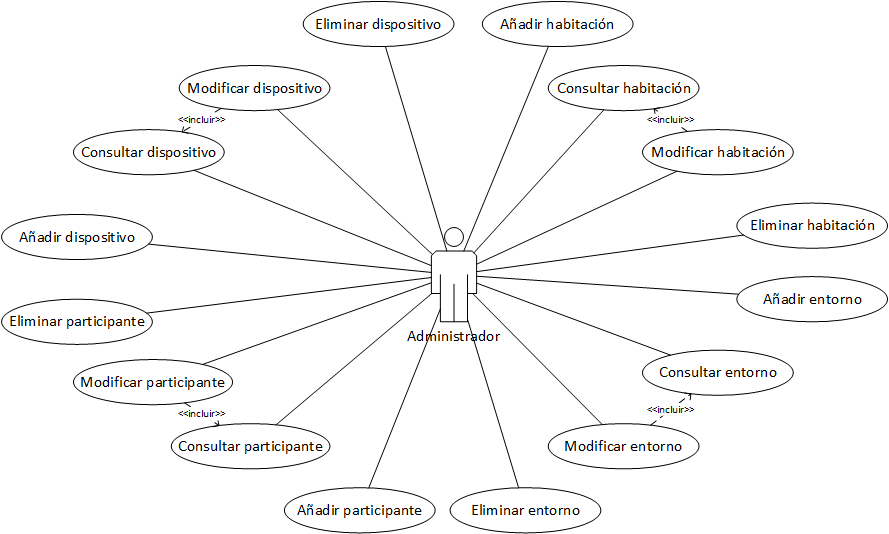 Eliminar dispositivo
Añadir habitación
Modificar dispositivo
Consultar habitación
<<incluir>>
<<incluir>>
Consultar dispositivo
Modificar habitación
Eliminar habitación
Añadir dispositivo
Añadir entorno
Eliminar participante
Administrador
Consultar entorno
Modificar participante
<<incluir>>
<<incluir>>
Consultar participante
Modificar entorno
Añadir participante
Eliminar entorno